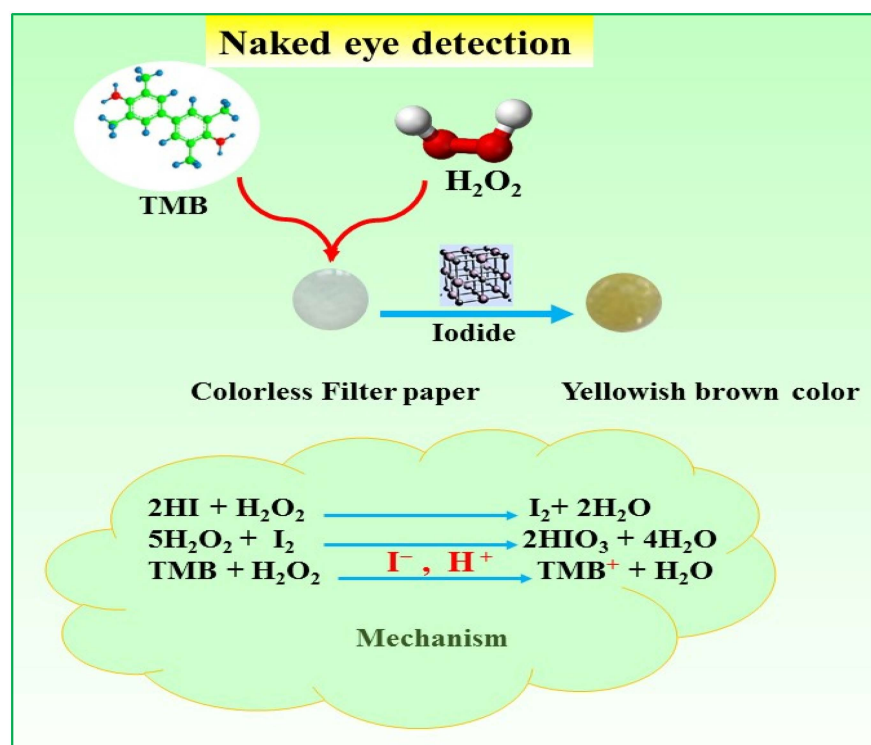 Naked eye detection
TMB
H₂O₂
Iodide
Colorless Filter paper
Yellowish brown color
2HI + H₂O₂ I₂+ 2H₂O
5H₂O₂ + I₂ 2HIO₃ + 4H₂O
TMB + H₂O₂ I⁻ , H⁺ TMB⁺ + H₂O
Mechanism